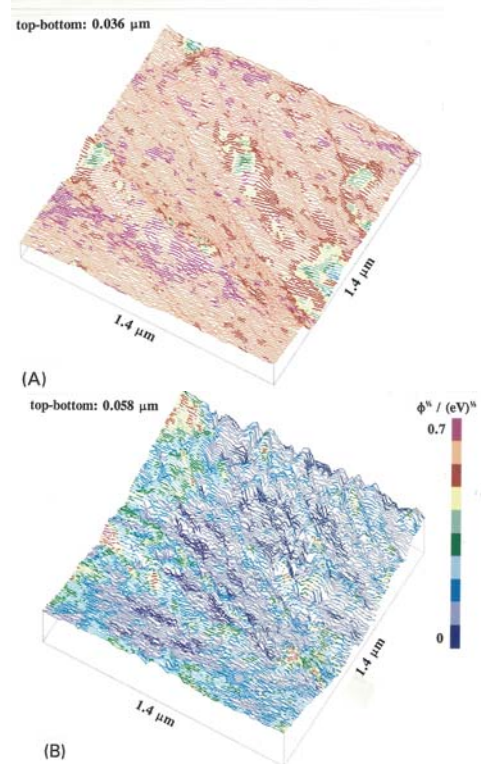 top-bottom: 0.036 µm
1.4 µm
1.4 µm
(A)
top-bottom: 0.058 µm
ϕ^½ / (eV)^½
0.7
0
1.4 µm
1.4 µm
(B)